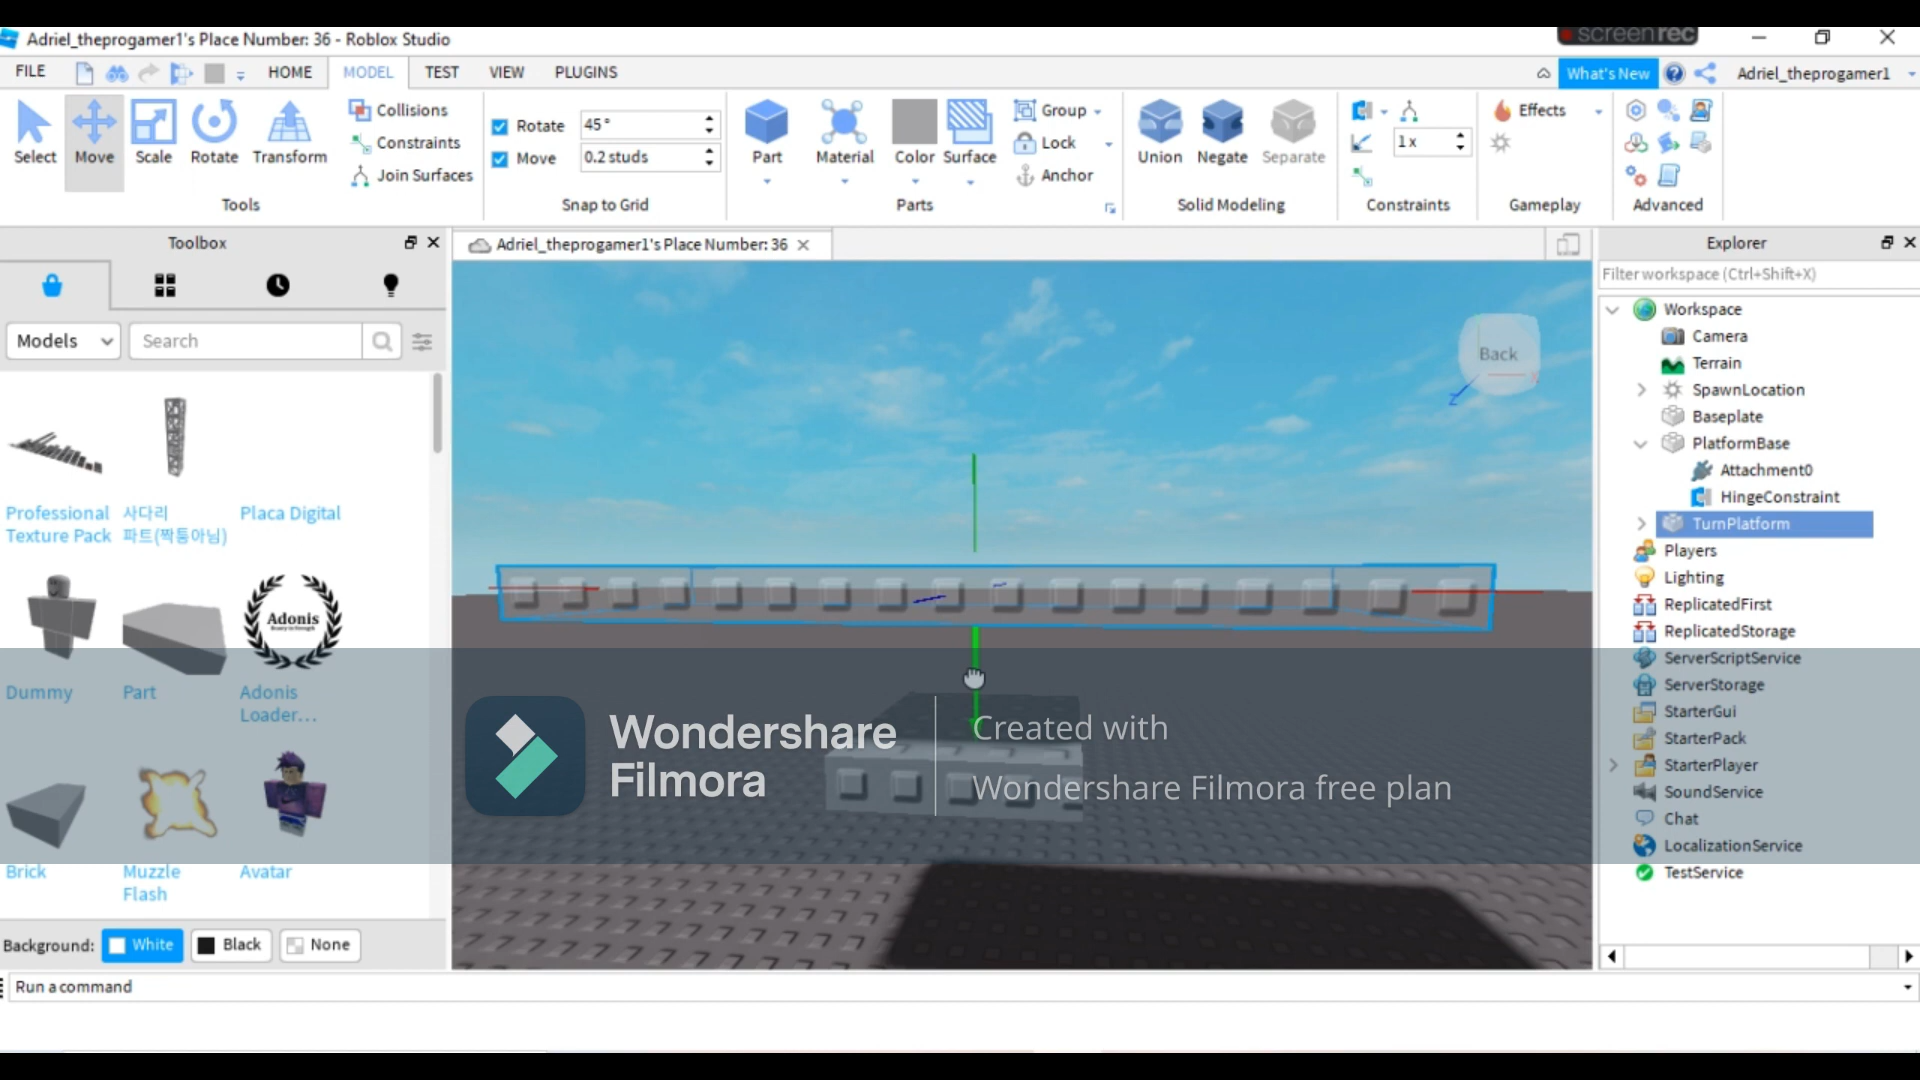 screenrec
Adriel_theprogamer1's Place Number: 36 - Roblox Studio
FILE HOME MODEL TEST VIEW PLUGINS What's New Adriel_theprogamer1
Select Move Scale Rotate Transform
Collisions
Constraints
Join Surfaces
Tools
Rotate 45°
Move 0.2 studs
Snap to Grid
Part Material Color Surface
Group
Lock
Anchor
Parts
Union Negate Separate
Solid Modeling
1 x
Constraints
Effects
Gameplay
Advanced
Toolbox
Models Search
Professional
Texture Pack
사다리
파트(짝퉁아님)
Placa Digital
Adonis
Dummy
Part
Adonis
Loader...
Brick
Muzzle
Flash
Avatar
Background: White Black None
Adriel_theprogamer1's Place Number: 36
Back
X
Z
Wondershare
Filmora
Created with
Wondershare Filmora free plan
Explorer
Filter workspace (Ctrl+Shift+X)
Workspace
Camera
Terrain
SpawnLocation
Baseplate
PlatformBase
Attachment0
HingeConstraint
TurnPlatform
Players
Lighting
ReplicatedFirst
ReplicatedStorage
ServerScriptService
ServerStorage
StarterGui
StarterPack
StarterPlayer
SoundService
Chat
LocalizationService
TestService
Run a command